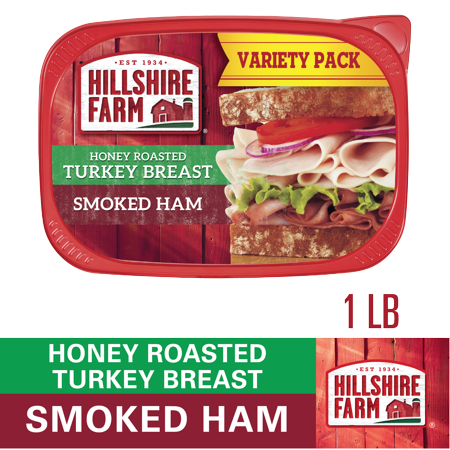 VARIETY PACK
EST 1934
HILLSHIRE
FARM
®
HONEY ROASTED
TURKEY BREAST
SMOKED HAM
1 LB
HONEY ROASTED
TURKEY BREAST
SMOKED HAM
EST 1934
HILLSHIRE
FARM
®